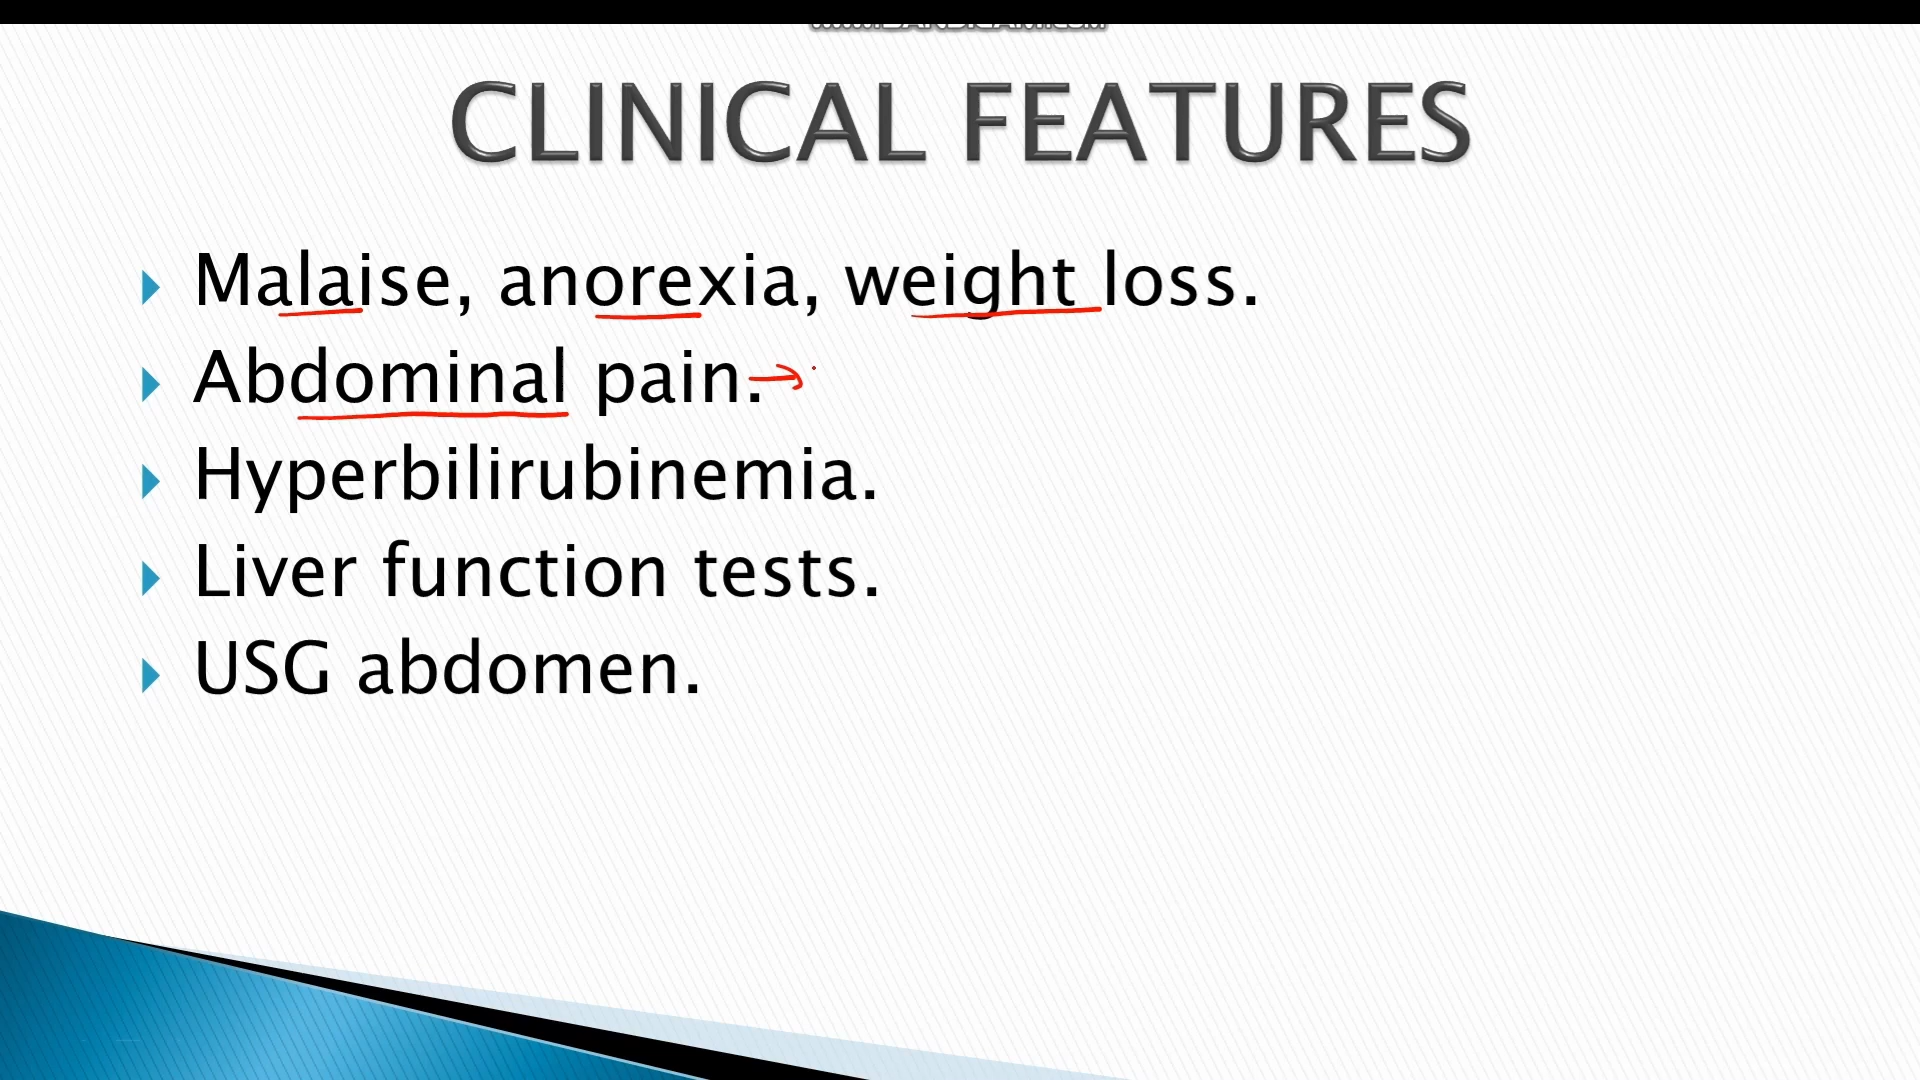 CLINICAL FEATURES
Malaise, anorexia, weight loss.
Abdominal pain.
Hyperbilirubinemia.
Liver function tests.
USG abdomen.